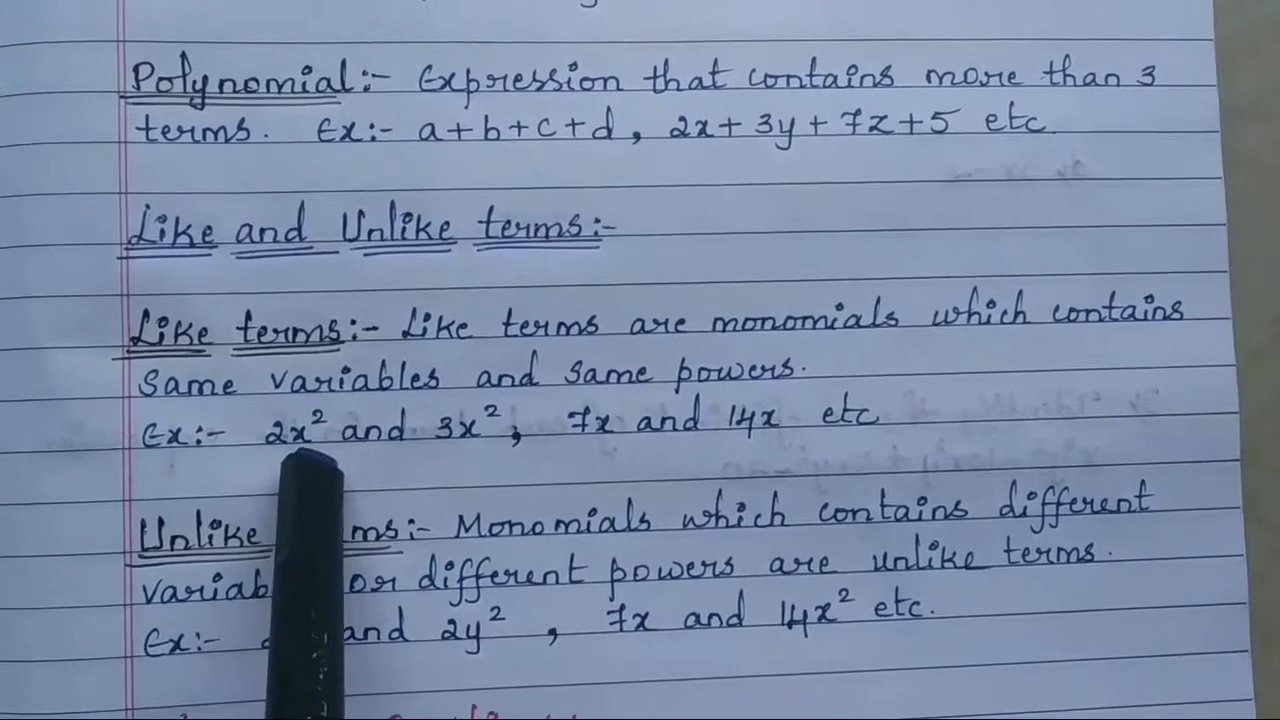 Polynomial:- Expression that contains more than 3
terms. Ex:- a+b+c+d, 2x+3y+7z+5 etc
Like and Unlike terms:-
Like terms:- Like terms are monomials which contains
same variables and same powers.
Ex:- 2x² and 3x², 7x and 14x etc
Unlike :- Monomials which contains different
or different powers are unlike terms.
Ex:- and 2y², 7x and 14x² etc.